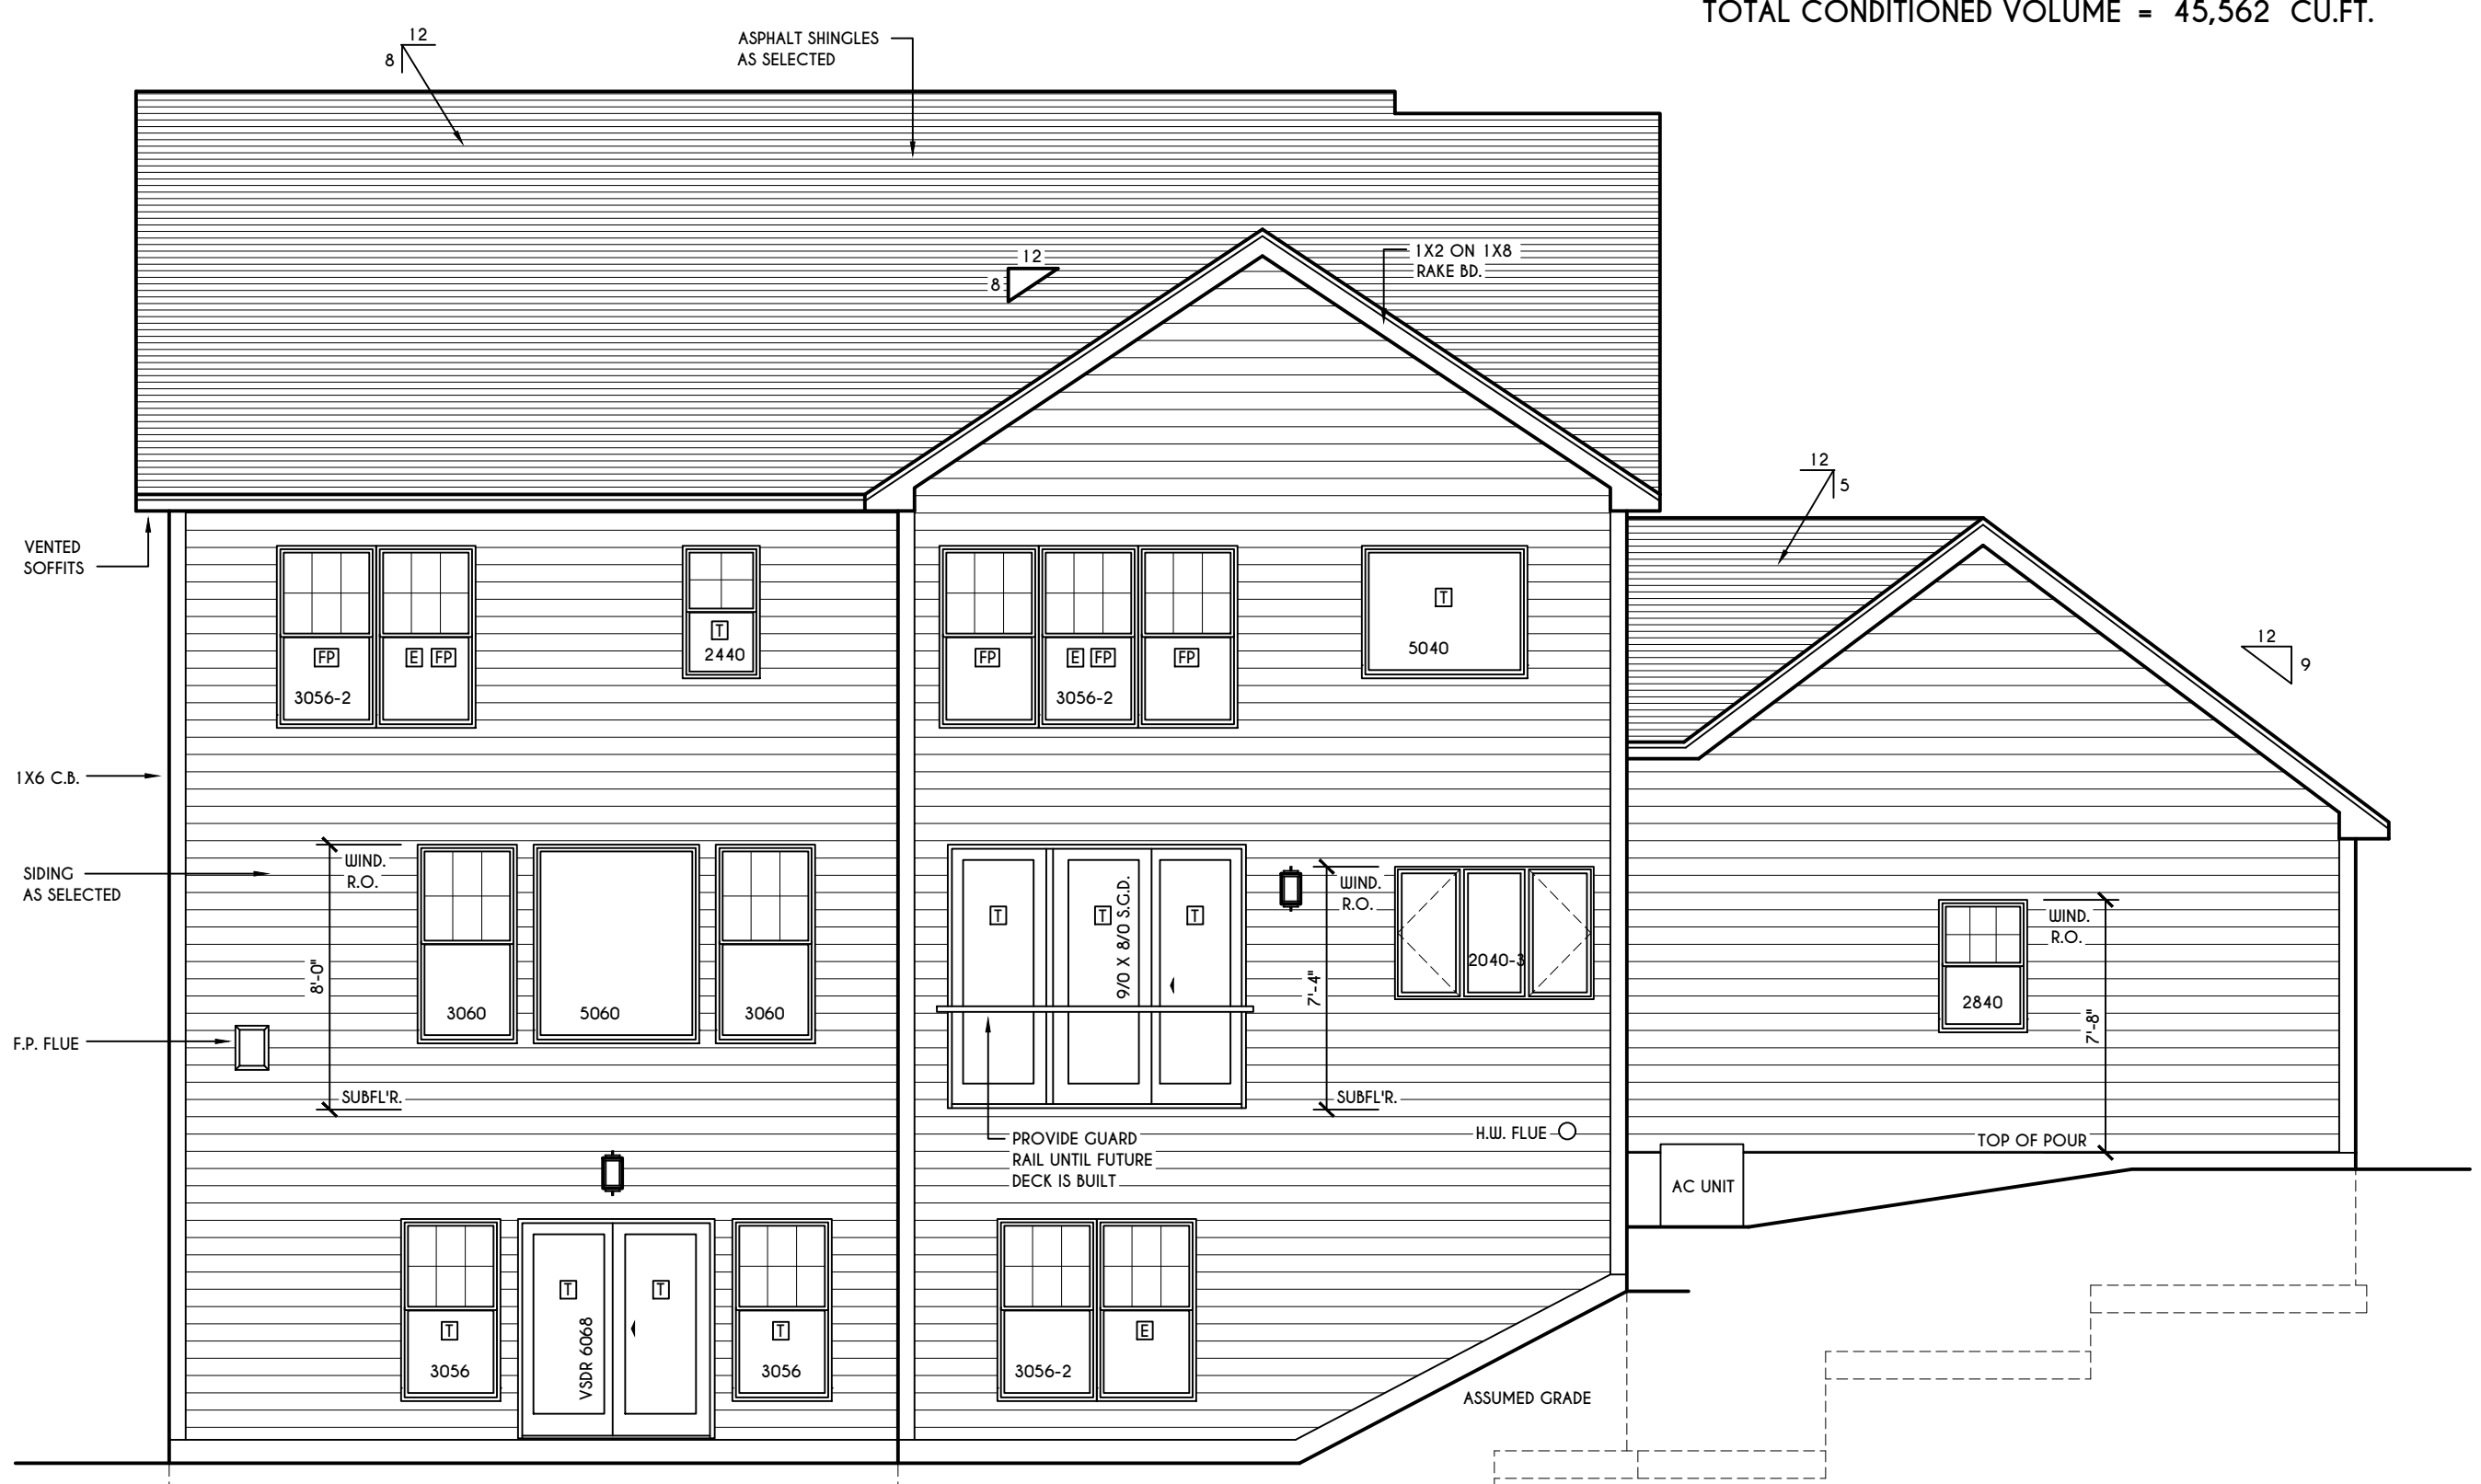 TOTAL CONDITIONED VOLUME = 45,562 CU.FT.
12
8
ASPHALT SHINGLES
AS SELECTED
12
8
1X2 ON 1X8
RAKE BD.
12
5
VENTED
SOFFITS
12
9
FP
E FP
3056-2
T
2440
FP
E FP
FP
3056-2
T
5040
1X6 C.B.
SIDING
AS SELECTED
WIND.
R.O.
8'-0"
SUBFL'R.
3060
5060
3060
T
T
T
9/0 X 8/0 S.G.D.
WIND.
R.O.
7'-4"
SUBFL'R.
2040-3
WIND.
R.O.
7'-8"
2840
TOP OF POUR
F.P. FLUE
PROVIDE GUARD
RAIL UNTIL FUTURE
DECK IS BUILT
H.W. FLUE
AC UNIT
T
3056
T
T
VSDR 6068
T
3056
E
3056-2
ASSUMED GRADE